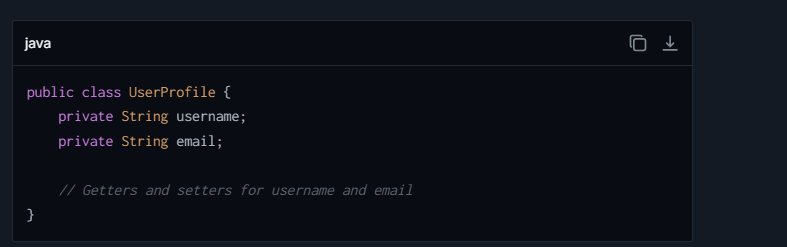 java
public class UserProfile {
    private String username;
    private String email;
    // Getters and setters for username and email
}